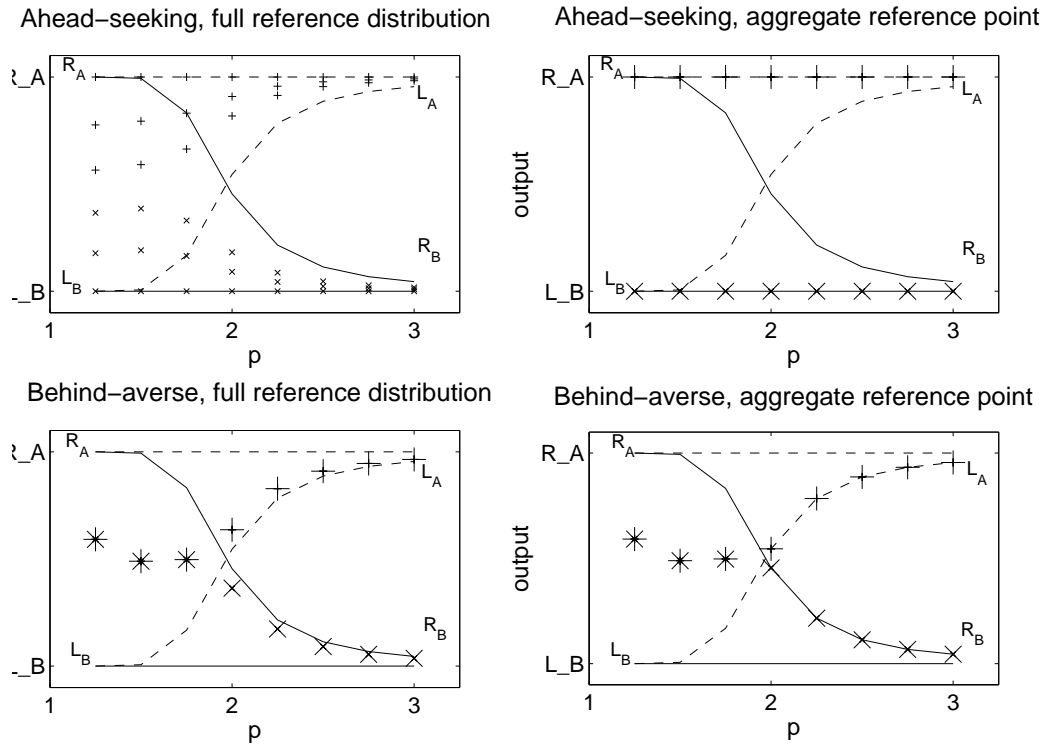 Ahead−seeking, full reference distribution
R_A
R_A
L_A
R_B
L_B
L_B
1 2 3
p
Ahead−seeking, aggregate reference point
R_A
R_A
L_A
output
R_B
L_B
L_B
1 2 3
p
Behind−averse, full reference distribution
R_A
R_A
L_A
R_B
L_B
L_B
1 2 3
p
Behind−averse, aggregate reference point
R_A
R_A
L_A
output
R_B
L_B
L_B
1 2 3
p